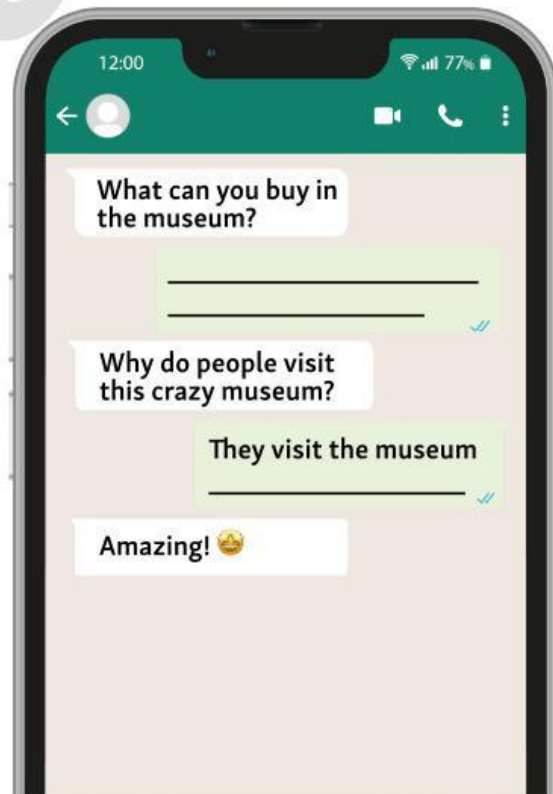 12:00
77%
What can you buy in
the museum?
Why do people visit
this crazy museum?
They visit the museum
Amazing! 🤩